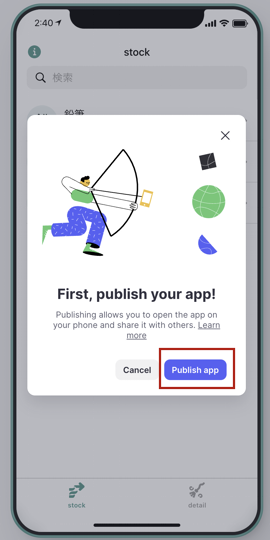 2:40
stock
検索
鉛筆
First, publish your app!
Publishing allows you to open the app on
your phone and share it with others. Learn
more
Cancel
Publish app
stock
detail